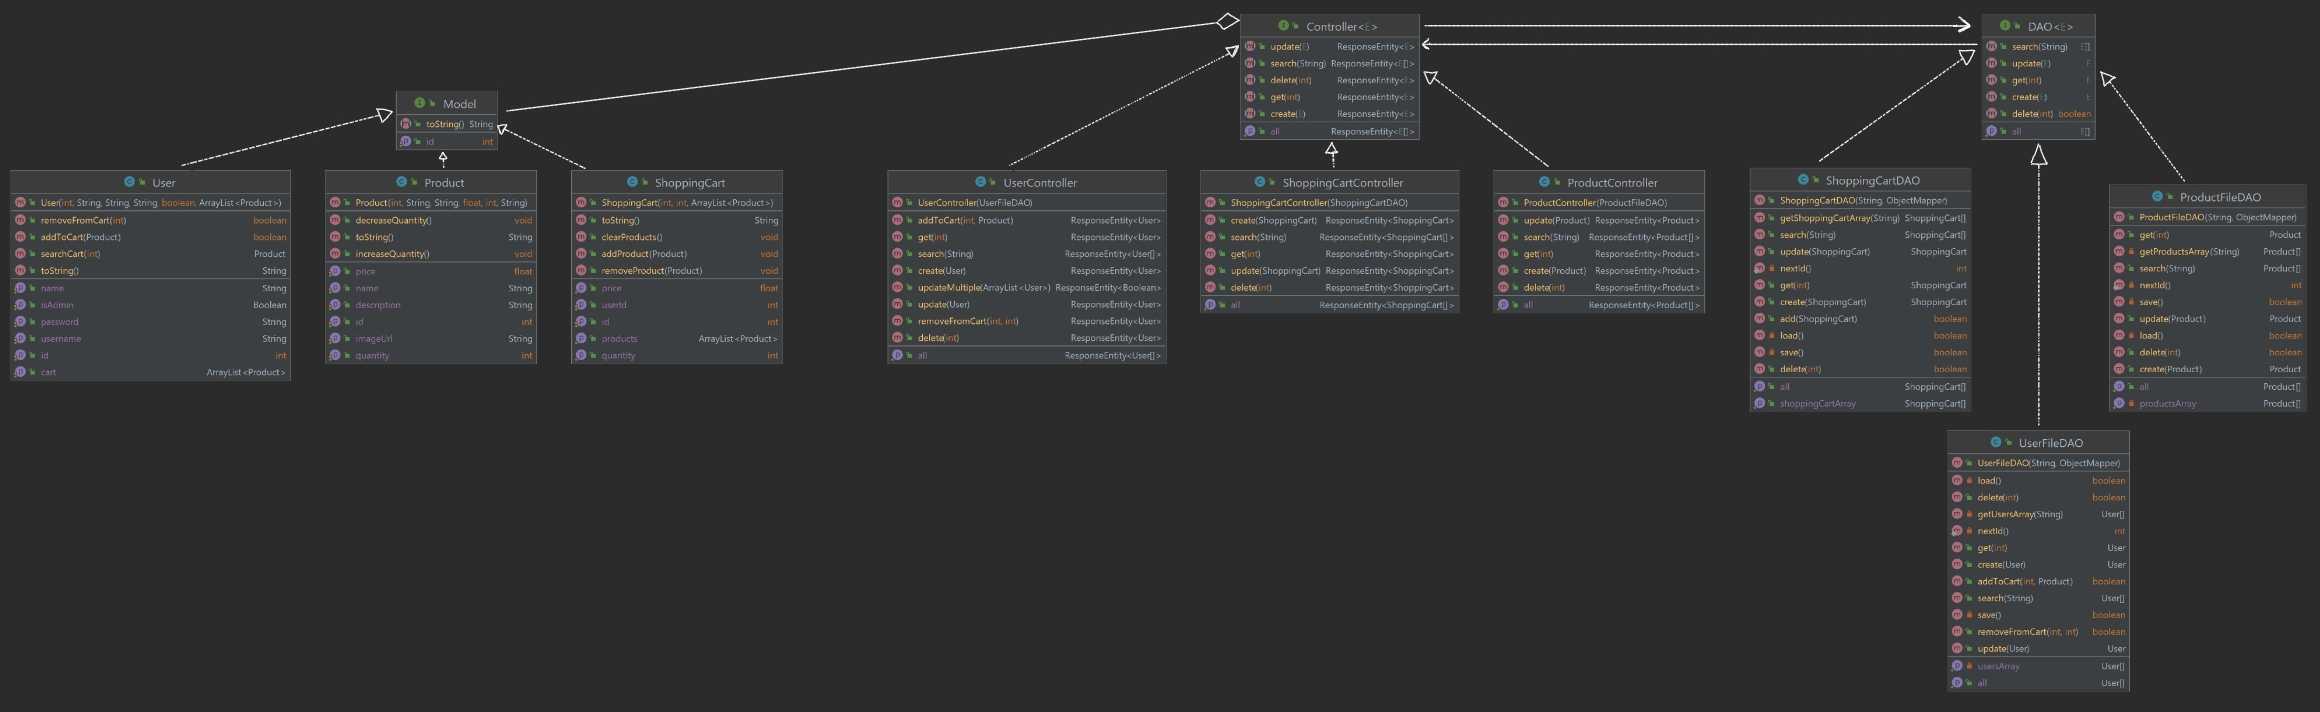 Controller<E>
update(E) ResponseEntity<E>
search(String) ResponseEntity<E[]>
delete(int) ResponseEntity<E>
get(int) ResponseEntity<E>
create(E) ResponseEntity<E>
all ResponseEntity<E[]>
DAO<E>
search(String) E[]
update(E) E
get(int) E
create(E) E
delete(int) boolean
all E[]
Model
toString() String
id int
User
User(int, String, String, String, boolean, ArrayList<Product>)
removeFromCart(int) boolean
addToCart(Product) boolean
searchCart(int) Product
toString() String
name String
isAdmin Boolean
password String
username String
id int
cart ArrayList<Product>
Product
Product(int, String, String, float, int, String)
decreaseQuantity() void
toString() String
increaseQuantity() void
price float
name String
description String
id int
imageUrl String
quantity int
ShoppingCart
ShoppingCart(int, int, ArrayList<Product>)
toString() String
clearProducts() void
addProduct(Product) void
removeProduct(Product) void
price float
userId int
id int
products ArrayList<Product>
quantity int
UserController
UserController(UserFileDAO)
addToCart(int, Product) ResponseEntity<User>
get(int) ResponseEntity<User>
search(String) ResponseEntity<User[]>
create(User) ResponseEntity<User>
updateMultiple(ArrayList<User>) ResponseEntity<Boolean>
update(User) ResponseEntity<User>
removeFromCart(int, int) ResponseEntity<User>
delete(int) ResponseEntity<User>
all ResponseEntity<User[]>
ShoppingCartController
ShoppingCartController(ShoppingCartDAO)
create(ShoppingCart) ResponseEntity<ShoppingCart>
search(String) ResponseEntity<ShoppingCart[]>
get(int) ResponseEntity<ShoppingCart>
update(ShoppingCart) ResponseEntity<ShoppingCart>
delete(int) ResponseEntity<ShoppingCart>
all ResponseEntity<ShoppingCart[]>
ProductController
ProductController(ProductFileDAO)
update(Product) ResponseEntity<Product>
search(String) ResponseEntity<Product[]>
get(int) ResponseEntity<Product>
create(Product) ResponseEntity<Product>
delete(int) ResponseEntity<Product>
all ResponseEntity<Product[]>
ShoppingCartDAO
ShoppingCartDAO(String, ObjectMapper)
getShoppingCartArray(String) ShoppingCart[]
search(String) ShoppingCart[]
update(ShoppingCart) ShoppingCart
nextId() int
get(int) ShoppingCart
create(ShoppingCart) ShoppingCart
add(ShoppingCart) boolean
load() boolean
save() boolean
delete(int) boolean
all ShoppingCart[]
shoppingCartArray ShoppingCart[]
ProductFileDAO
ProductFileDAO(String, ObjectMapper)
get(int) Product
getProductsArray(String) Product[]
search(String) Product[]
nextId() int
save() boolean
update(Product) Product
load() boolean
delete(int) boolean
create(Product) Product
all Product[]
productsArray Product[]
UserFileDAO
UserFileDAO(String, ObjectMapper)
load() boolean
delete(int) boolean
getUsersArray(String) User[]
nextId() int
get(int) User
create(User) User
addToCart(int, Product) boolean
search(String) User[]
save() boolean
removeFromCart(int, int) boolean
update(User) User
usersArray User[]
all User[]